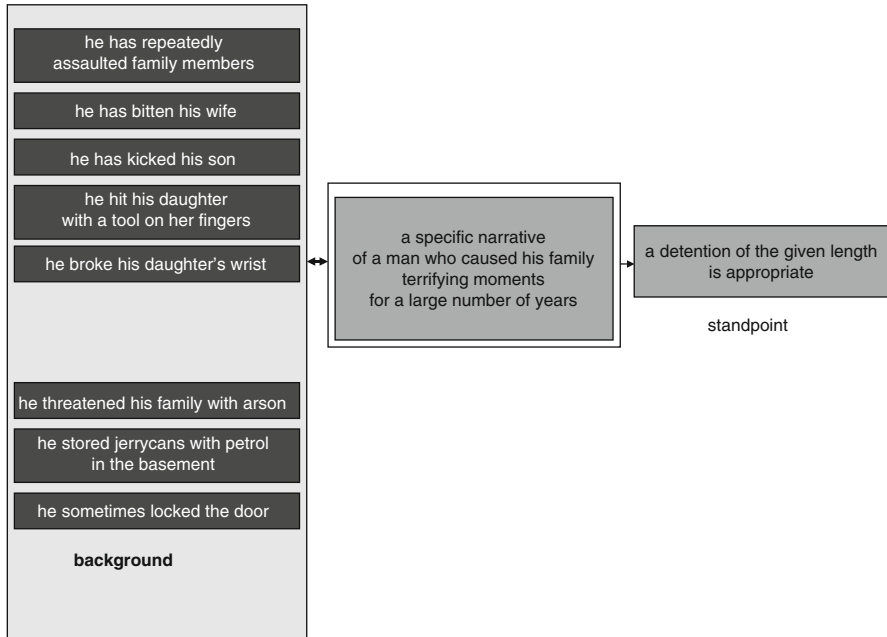 he has repeatedly
assaulted family members
he has bitten his wife
he has kicked his son
he hit his daughter
with a tool on her fingers
he broke his daughter's wrist
he threatened his family with arson
he stored jerrycans with petrol
in the basement
he sometimes locked the door
background
a specific narrative
of a man who caused his family
terrifying moments
for a large number of years
a detention of the given length
is appropriate
standpoint